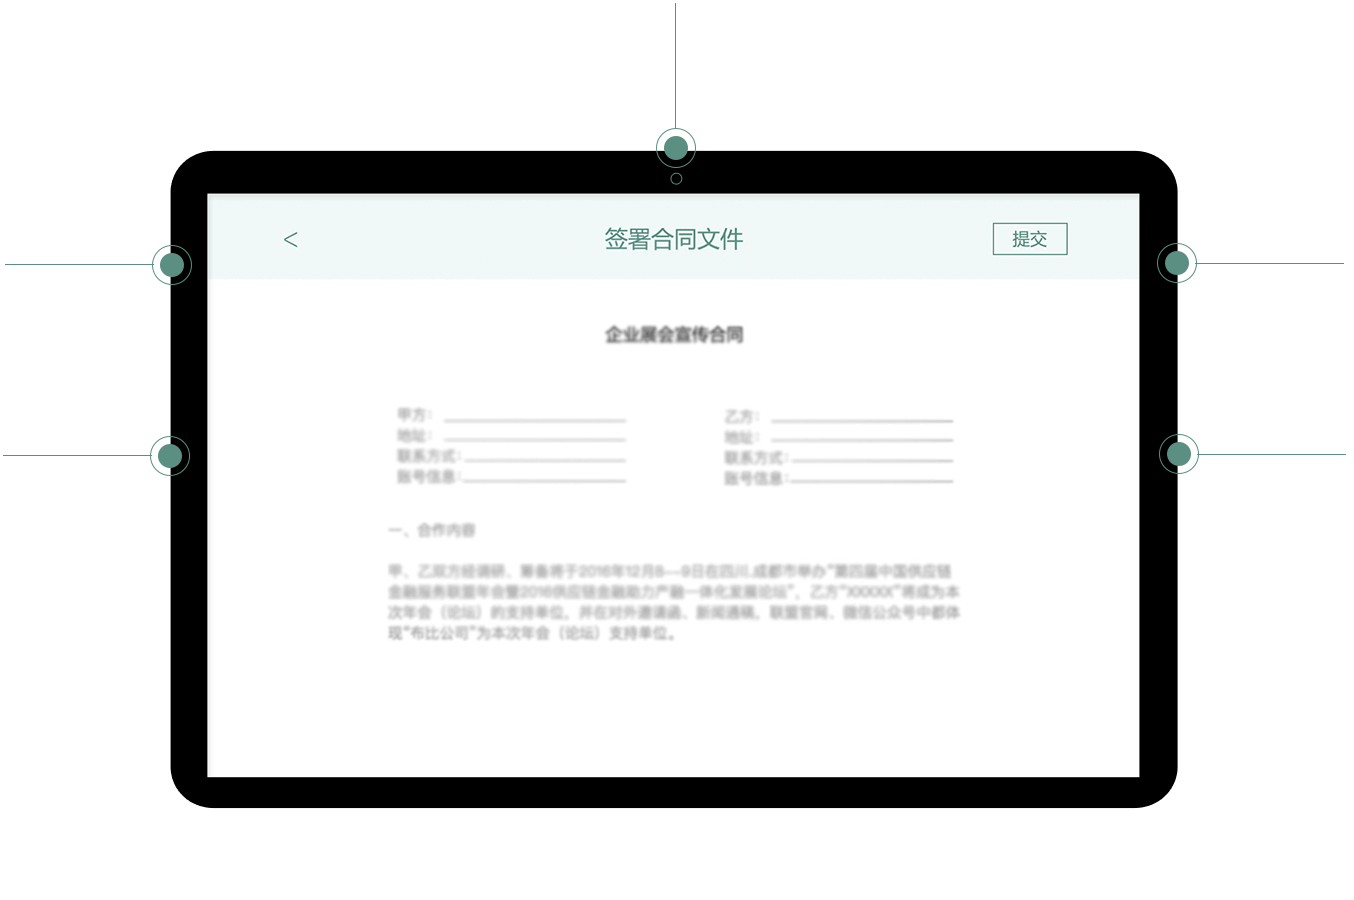 <
签署合同文件
提交
企业展会宣传合同
甲方:
乙方:
地址:
地址:
联系方式:
联系方式:
账号信息:
账号信息:
一、合作内容
甲、乙双方经调研、筹备将于2016年12月8---9日在四川.成都市举办“第四届中国供应链
金融服务联盟年会暨2016供应链金融助力产融一体化发展论坛”，乙方“XXXXX”将成为本
次年会（论坛）的支持单位，并在对外邀请函、新闻通稿，联盟官网、微信公众号中都体
现“布比公司”为本次年会（论坛）支持单位。